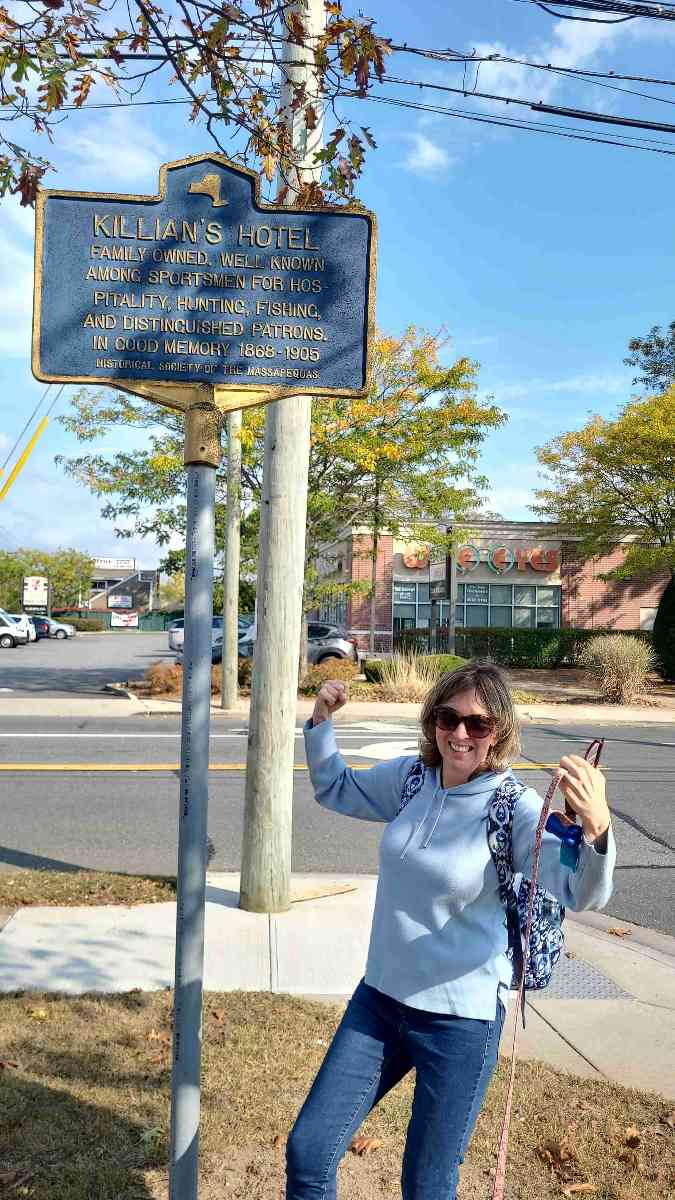 KILLIAN'S HOTEL
FAMILY OWNED. WELL KNOWN
AMONG SPORTSMEN FOR HOS-
PITALITY, HUNTING, FISHING,
AND DISTINGUISHED PATRONS.
IN GOOD MEMORY 1868-1905
HISTORICAL SOCIETY OF THE MASSAPEQUAS